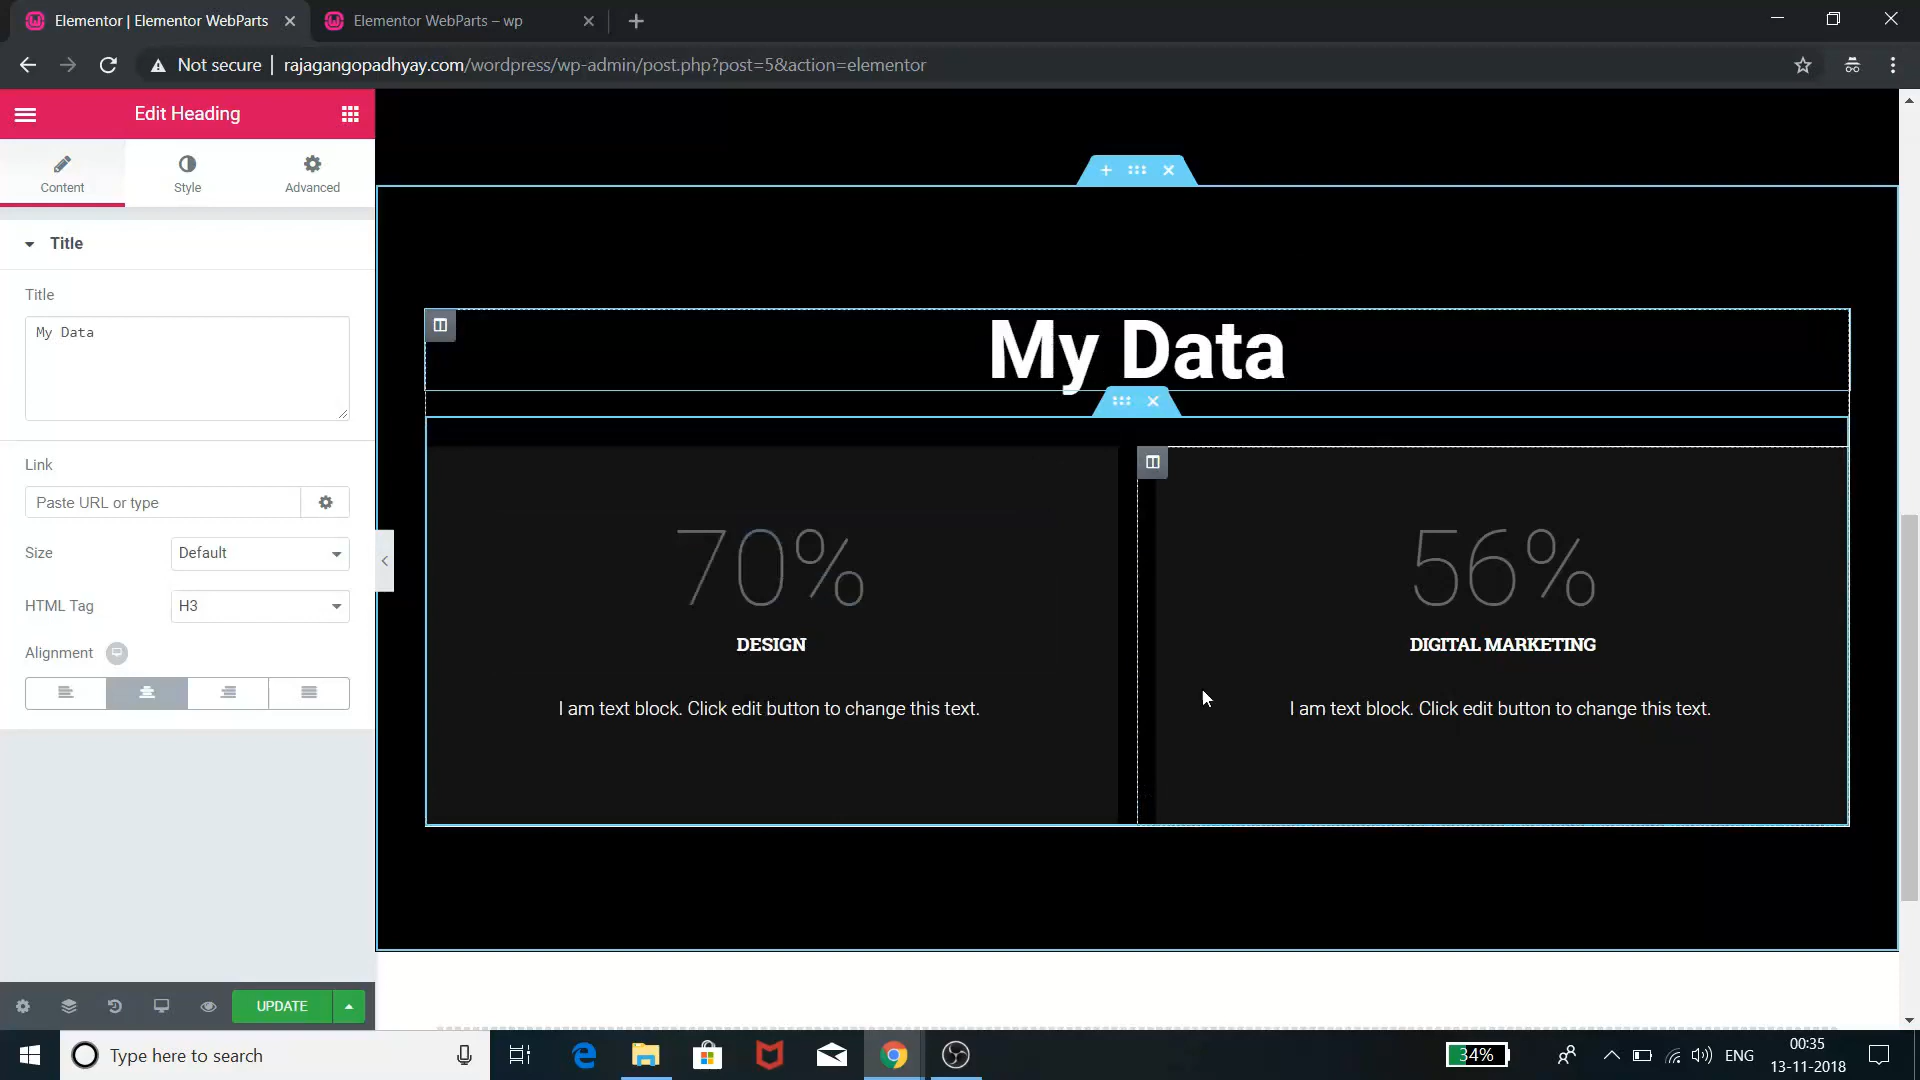 Elementor | Elementor WebParts
Elementor WebParts – wp
Not secure | rajagangopadhyay.com/wordpress/wp-admin/post.php?post=5&action=elementor
Edit Heading
Content
Style
Advanced
Title
Title
My Data
Link
Paste URL or type
Size
Default
HTML Tag
H3
Alignment
UPDATE
My Data
70%
DESIGN
I am text block. Click edit button to change this text.
56%
DIGITAL MARKETING
I am text block. Click edit button to change this text.
Type here to search
34%
ENG
00:35
13-11-2018